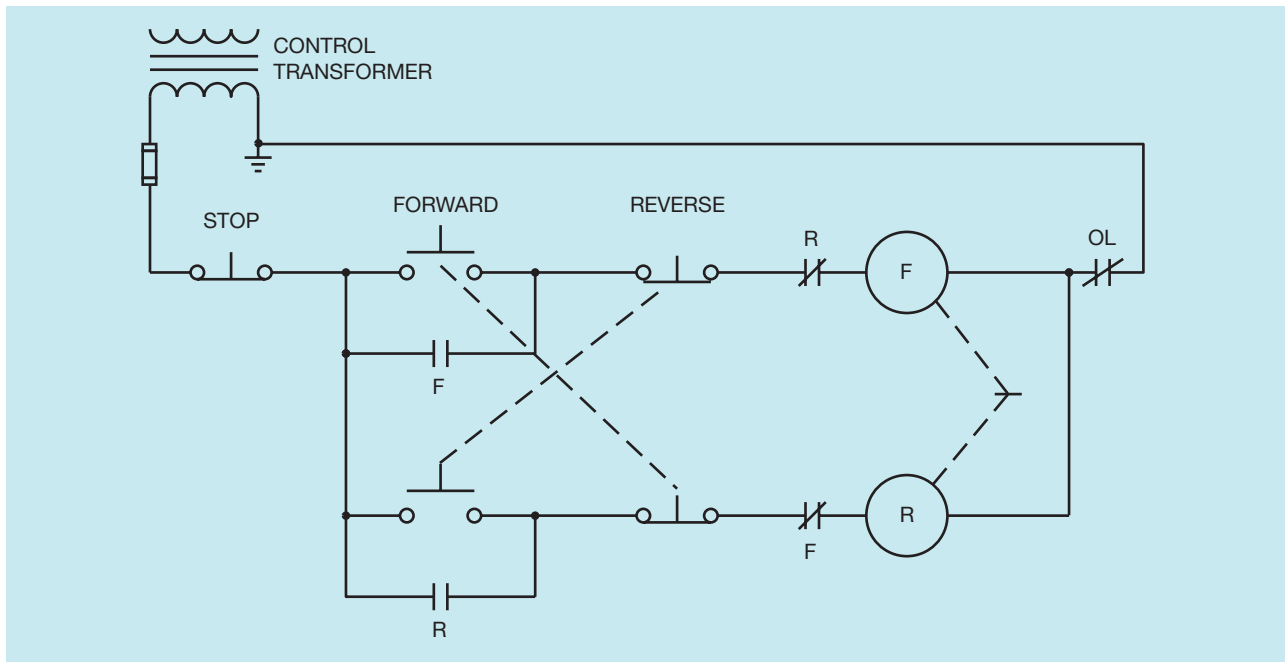 CONTROL
TRANSFORMER
STOP
FORWARD
REVERSE
R
F
OL
F
F
R
R